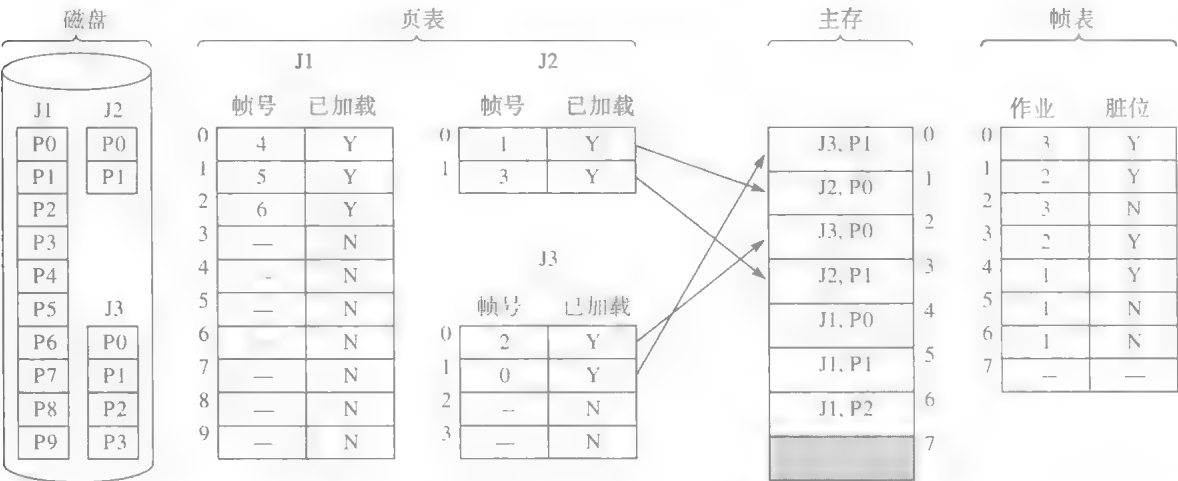 磁盘 页表 主存 帧表
J1 J2
帧号 已加载 帧号 已加载
作业 脏位
J1 J2
P0 P0
P1 P1
P2
P3
P4
P5 J3
P6 P0
P7 P1
P8 P2
P9 P3
0 4 Y
1 5 Y
2 6 Y
3 — N
4 - N
5 — N
6 — N
7 — N
8 — N
9 — N
0 1 Y
1 3 Y
J3
帧号 已加载
0 2 Y
1 0 Y
2 – N
3 — N
J3, P1 0
J2, P0 1
J3, P0 2
J2, P1 3
J1, P0 4
J1, P1 5
J1, P2 6
7
0 3 Y
1 2 Y
2 3 N
3 2 Y
4 1 Y
5 1 N
6 1 N
7 — —